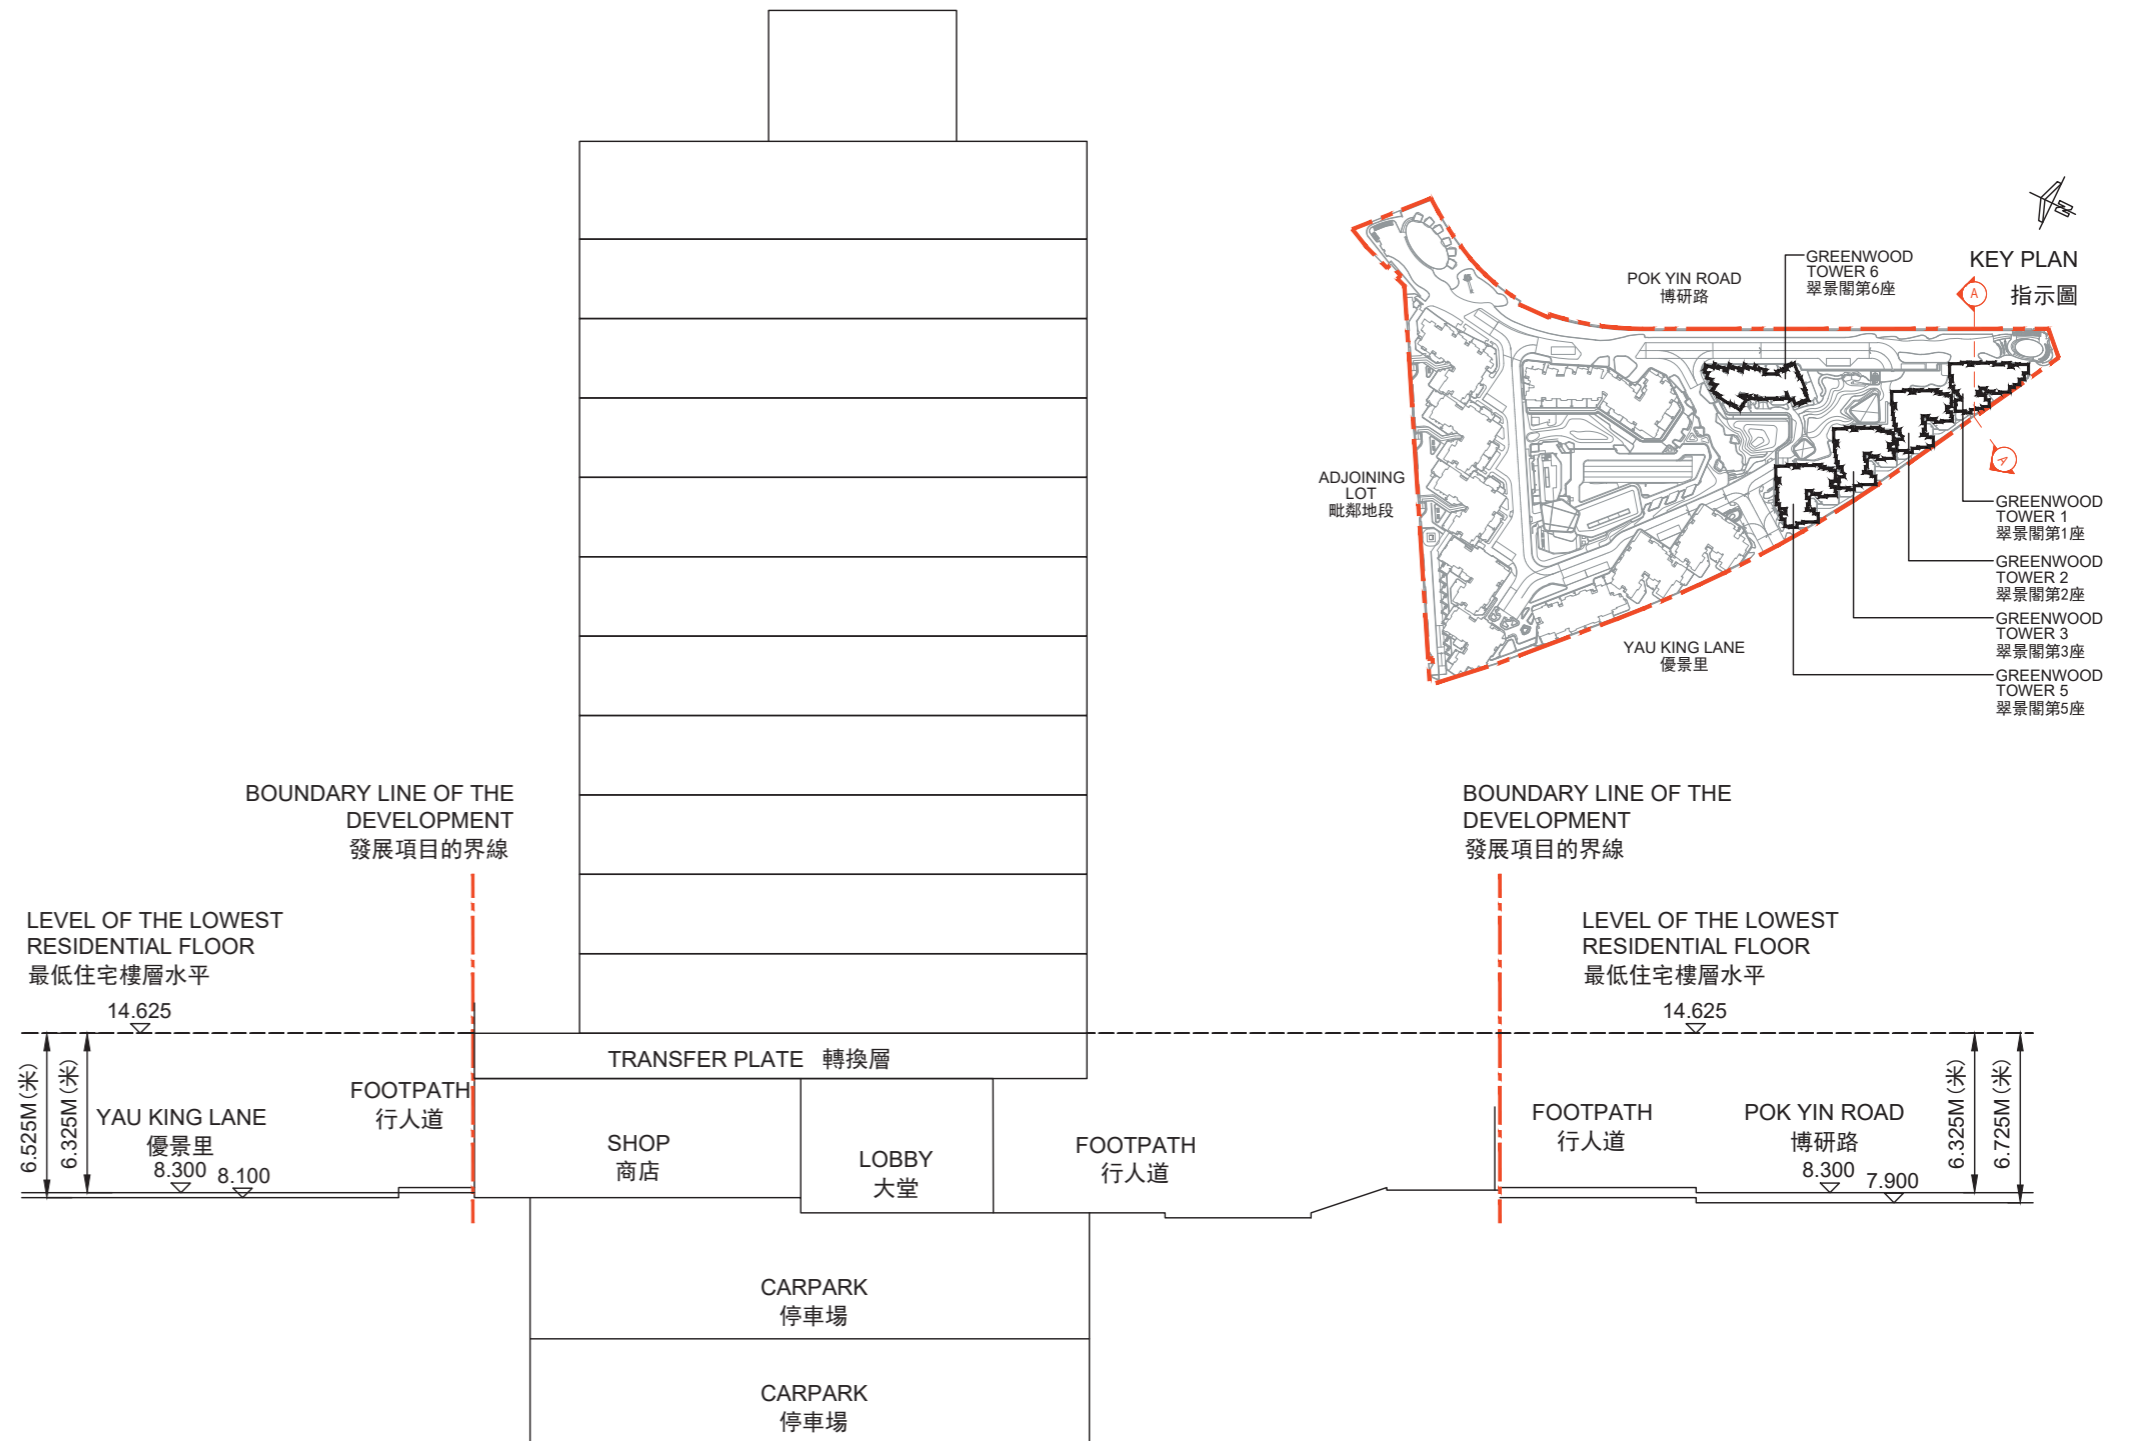 KEY PLAN
指示圖
A
A
GREENWOOD
TOWER 6
翠景閣第6座
POK YIN ROAD
博研路
ADJOINING
LOT
毗鄰地段
YAU KING LANE
優景里
GREENWOOD
TOWER 1
翠景閣第1座
GREENWOOD
TOWER 2
翠景閣第2座
GREENWOOD
TOWER 3
翠景閣第3座
GREENWOOD
TOWER 5
翠景閣第5座
BOUNDARY LINE OF THE
DEVELOPMENT
發展項目的界線
BOUNDARY LINE OF THE
DEVELOPMENT
發展項目的界線
LEVEL OF THE LOWEST
RESIDENTIAL FLOOR
最低住宅樓層水平
14.625
LEVEL OF THE LOWEST
RESIDENTIAL FLOOR
最低住宅樓層水平
14.625
6.525M(米)
6.325M(米)
YAU KING LANE
優景里
8.300
8.100
FOOTPATH
行人道
TRANSFER PLATE 轉換層
SHOP
商店
LOBBY
大堂
FOOTPATH
行人道
FOOTPATH
行人道
POK YIN ROAD
博研路
8.300
7.900
6.325M(米)
6.725M(米)
CARPARK
停車場
CARPARK
停車場